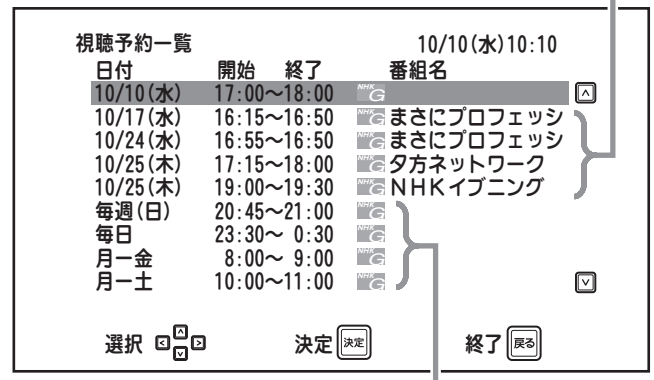 視聴予約一覧 10/10(水)10:10
日付 開始 終了 番組名
10/10(水) 17:00~18:00 NHK G
10/17(水) 16:15~16:50 NHK G まさにプロフェッシ
10/24(水) 16:55~16:50 NHK G まさにプロフェッシ
10/25(木) 17:15~18:00 NHK G 夕方ネットワーク
10/25(木) 19:00~19:30 NHK G NHKイブニング
毎週(日) 20:45~21:00 NHK G
毎日 23:30~ 0:30 NHK G
月ー金 8:00~ 9:00 NHK G
月ー土 10:00~11:00 NHK G
選択 決定 決定 終了 戻る